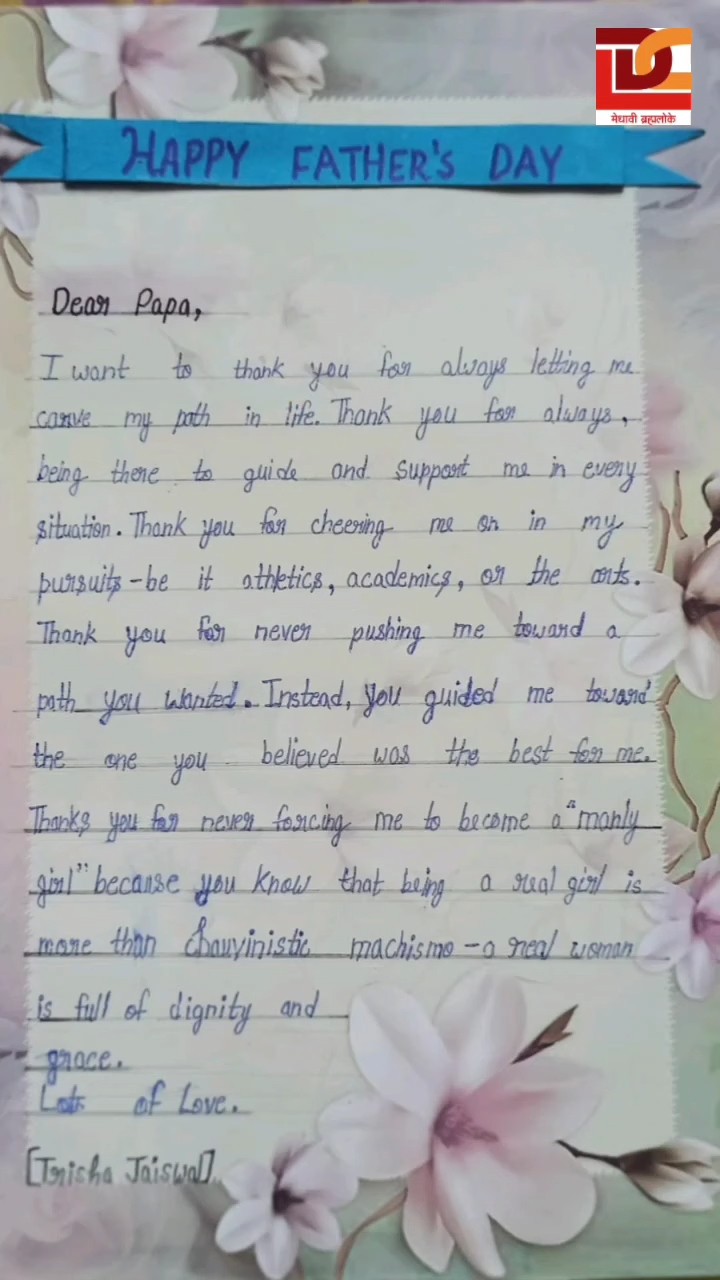 मेधावी ब्रह्मलोके
HAPPY FATHER'S DAY
Dear Papa,
I want to thank you for always letting me
carve my path in life. Thank you for always,
being there to guide and support me in every
situation. Thank you for cheering me on in my
pursuits - be it athletics, academics, or the arts.
Thank you for never pushing me toward a
path you wanted. Instead, you guided me toward
the one you believed was the best for me.
Thanks you for never forcing me to become a "manly
girl" because you know that being a real girl is
more than chauvinistic machismo - a real woman
is full of dignity and
grace.
Lots of Love.
[Trisha Jaiswal]